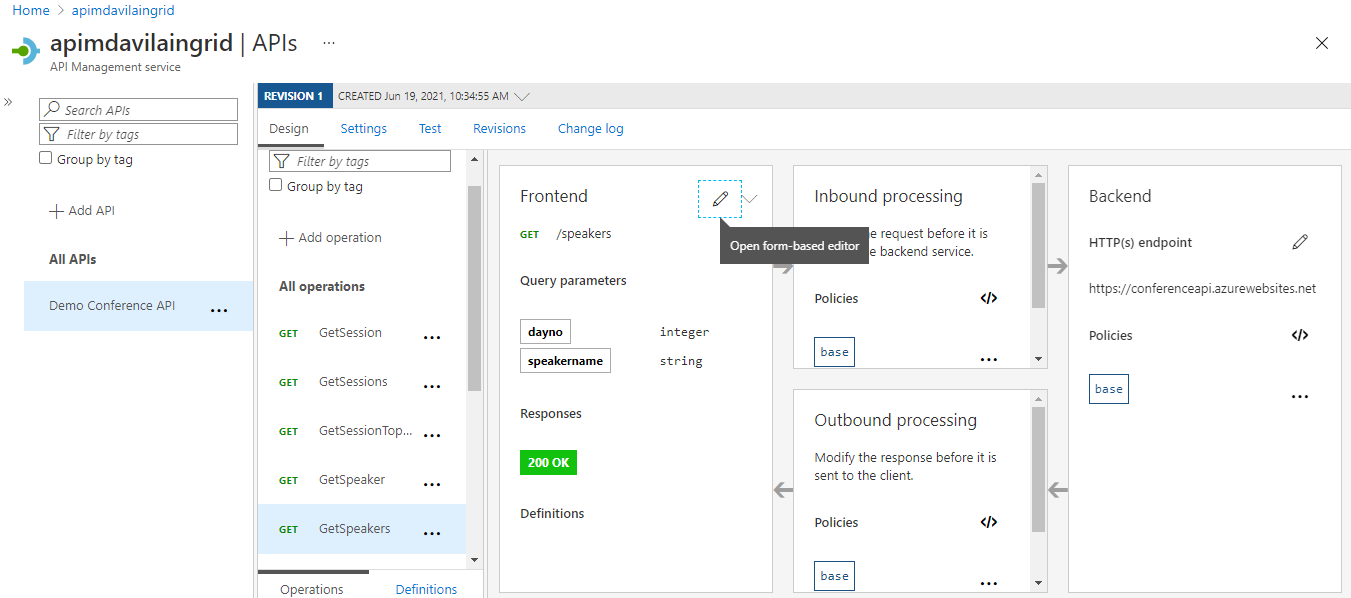 Home > apimdavilaingrid
apimdavilaingrid | APIs ...
API Management service
»
Search APIs
Filter by tags
Group by tag
Add API
All APIs
Demo Conference API ...
REVISION 1 CREATED Jun 19, 2021, 10:34:55 AM
Design Settings Test Revisions Change log
Filter by tags
Group by tag
Add operation
All operations
GET GetSession ...
GET GetSessions ...
GET GetSessionTop... ...
GET GetSpeaker ...
GET GetSpeakers ...
Operations Definitions
Frontend
GET /speakers
Open form-based editor
Query parameters
dayno integer
speakername string
Responses
200 OK
Definitions
Inbound processing
e request before it is
e backend service.
Policies </>
base ...
Outbound processing
Modify the response before it is
sent to the client.
Policies </>
base ...
Backend
HTTP(s) endpoint
https://conferenceapi.azurewebsites.net
Policies </>
base ...